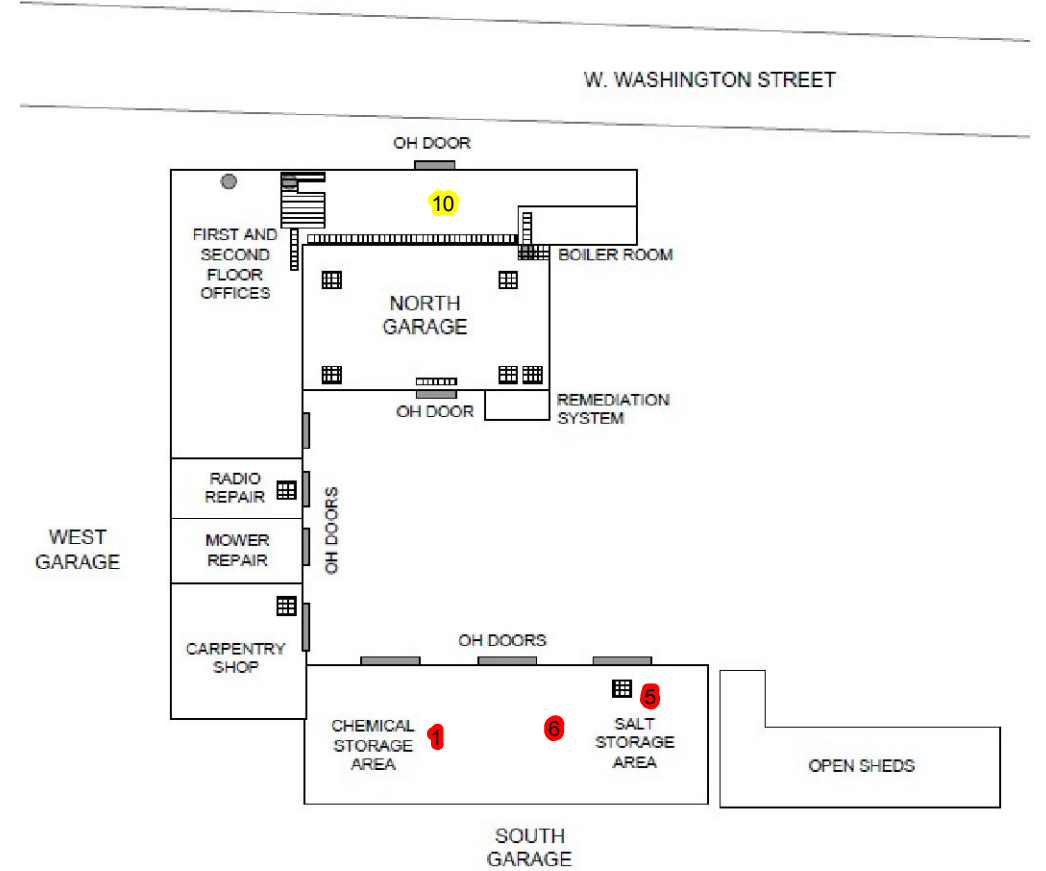 W. WASHINGTON STREET
OH DOOR
10
FIRST AND
SECOND
FLOOR
OFFICES
BOILER ROOM
NORTH
GARAGE
OH DOOR
REMEDIATION
SYSTEM
RADIO
REPAIR
OH DOORS
WEST
GARAGE
MOWER
REPAIR
CARPENTRY
SHOP
OH DOORS
CHEMICAL
STORAGE
AREA
1
6
5
SALT
STORAGE
AREA
OPEN SHEDS
SOUTH
GARAGE